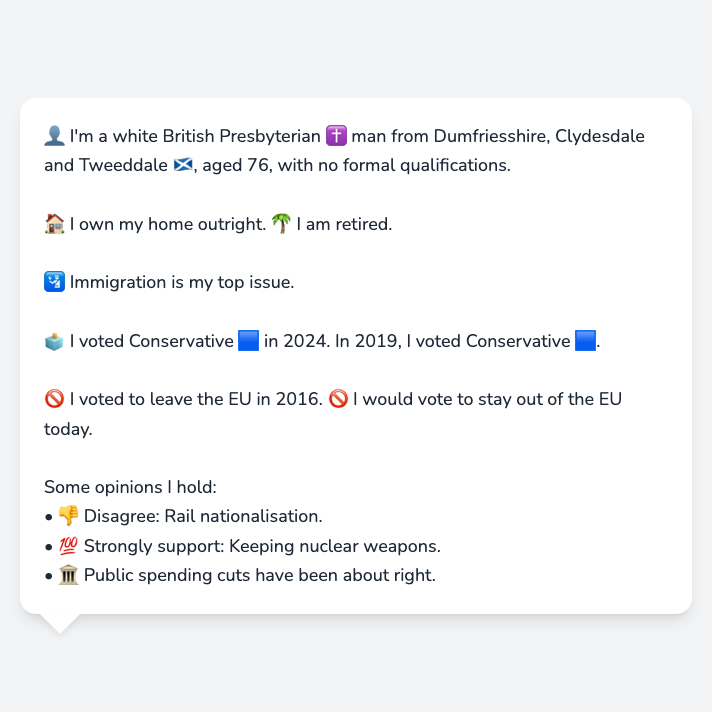 👤 I'm a white British Presbyterian ✝️ man from Dumfriesshire, Clydesdale
and Tweeddale 🏴󠁧󠁢󠁳󠁣󠁴󠁿, aged 76, with no formal qualifications.
🏠 I own my home outright. 🌴 I am retired.
🛂 Immigration is my top issue.
🗳️ I voted Conservative 🟦 in 2024. In 2019, I voted Conservative 🟦.
🚫 I voted to leave the EU in 2016. 🚫 I would vote to stay out of the EU
today.
Some opinions I hold:
• 👎 Disagree: Rail nationalisation.
• 💯 Strongly support: Keeping nuclear weapons.
• 🏛️ Public spending cuts have been about right.